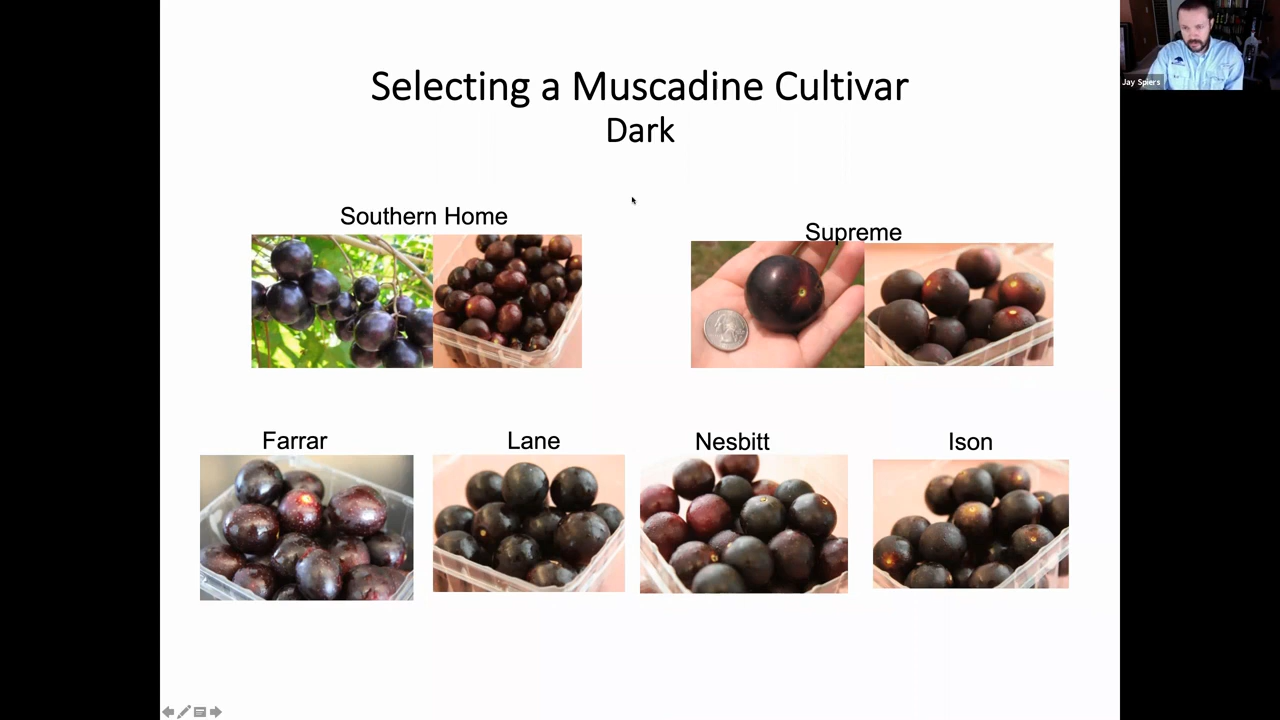 Selecting a Muscadine Cultivar
Dark
Southern Home
Supreme
Farrar
Lane
Nesbitt
Ison
Jay Spiers